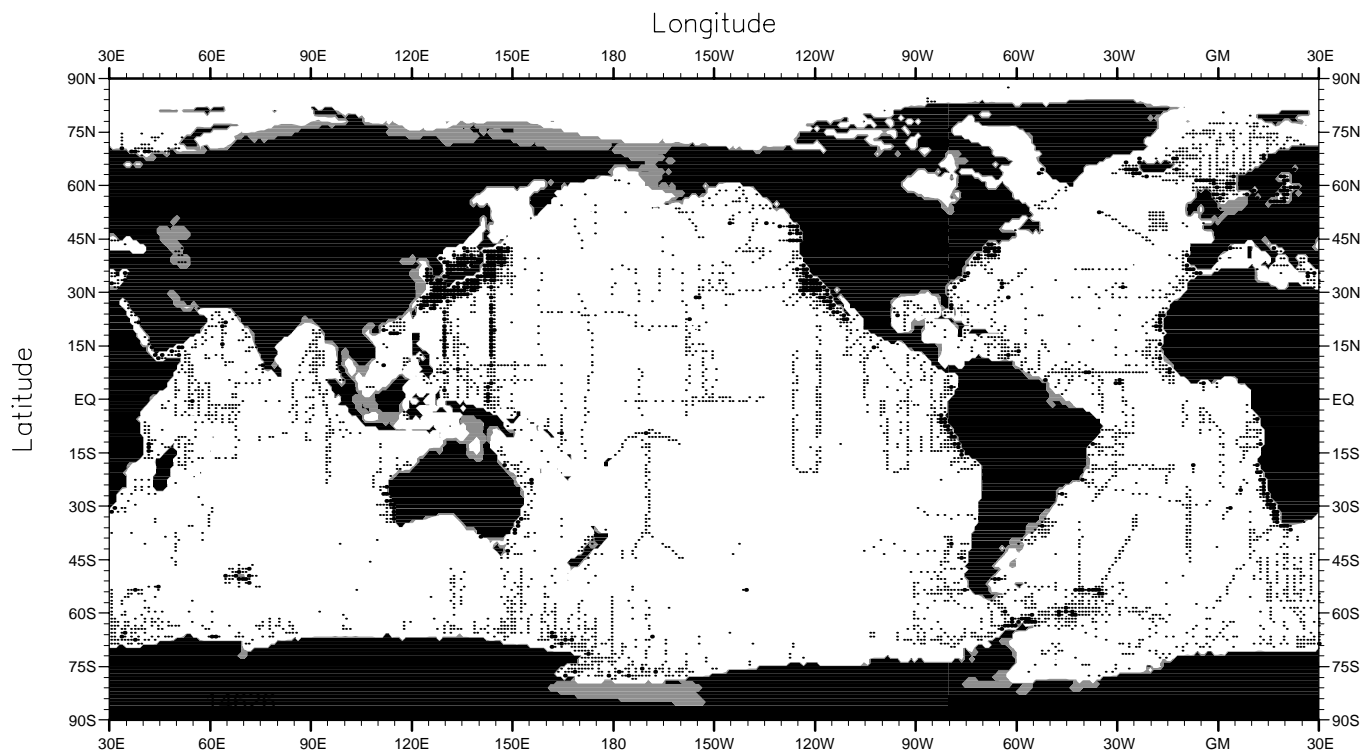 Longitude
30E 60E 90E 120E 150E 180 150W 120W 90W 60W 30W GM 30E
90N 90N
75N 75N
60N 60N
45N 45N
30N 30N
15N 15N
Latitude
EQ EQ
15S 15S
30S 30S
45S 45S
60S 60S
75S 75S
90S 90S
30E 60E 90E 120E 150E 180 150W 120W 90W 60W 30W GM 30E